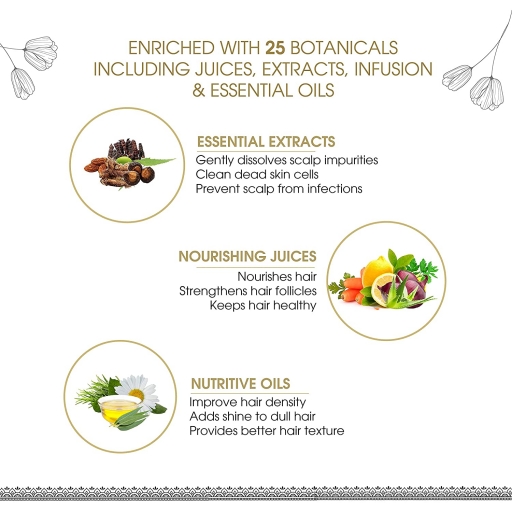 ENRICHED WITH 25 BOTANICALS
INCLUDING JUICES, EXTRACTS, INFUSION
& ESSENTIAL OILS
ESSENTIAL EXTRACTS
Gently dissolves scalp impurities
Clean dead skin cells
Prevent scalp from infections
NOURISHING JUICES
Nourishes hair
Strengthens hair follicles
Keeps hair healthy
NUTRITIVE OILS
Improve hair density
Adds shine to dull hair
Provides better hair texture